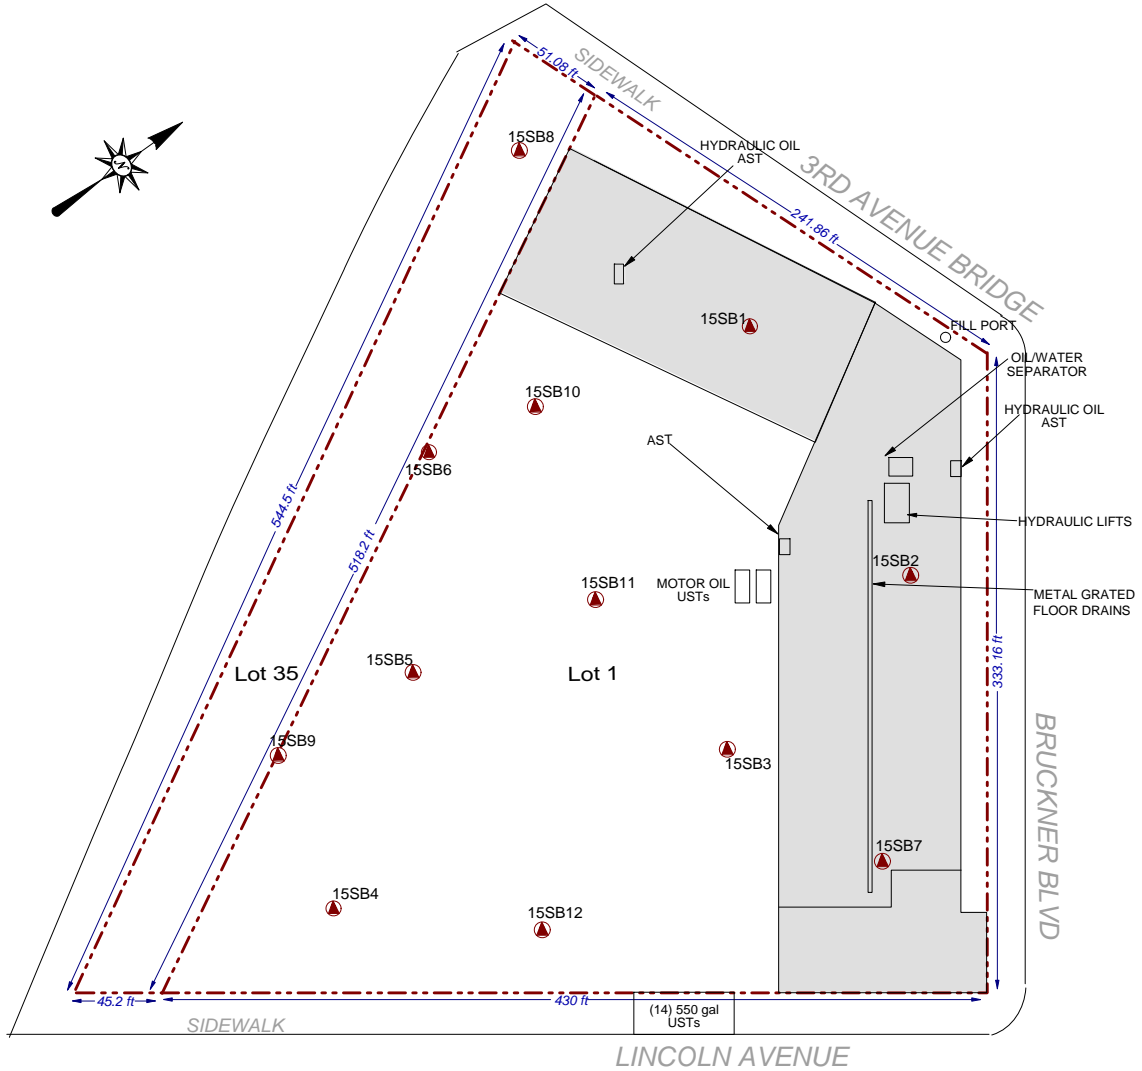 51.08 ft
SIDEWALK
15SB8
HYDRAULIC OIL
AST
3RD AVENUE BRIDGE
N
241.86 ft
15SB1
FILL PORT
OIL/WATER
SEPARATOR
15SB10
HYDRAULIC OIL
AST
AST
15SB6
544.5 ft
518.2 ft
HYDRAULIC LIFTS
15SB2
15SB11
MOTOR OIL
USTs
METAL GRATED
FLOOR DRAINS
333.16 ft
15SB5
Lot 35
Lot 1
15SB9
15SB3
BRUCKNER BLVD
15SB7
15SB4
15SB12
45.2 ft
430 ft
(14) 550 gal
USTs
SIDEWALK
LINCOLN AVENUE